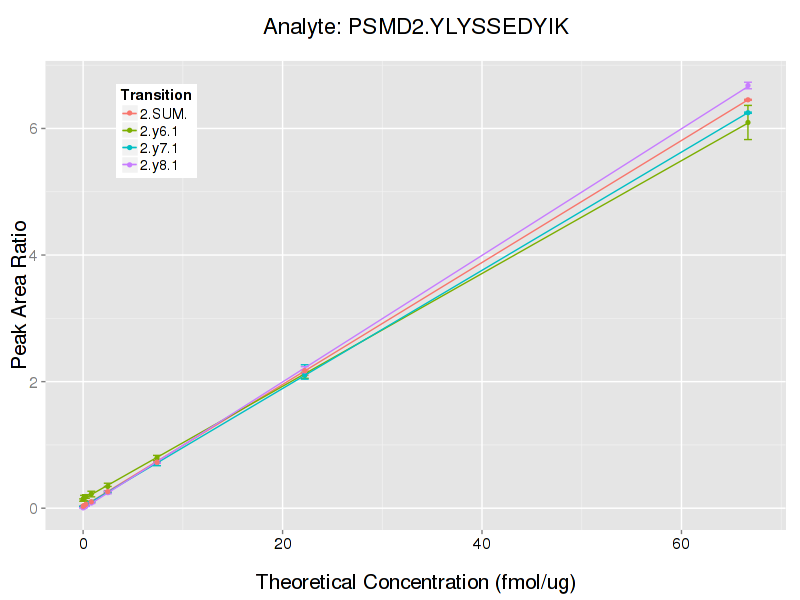 Analyte: PSMD2.YLYSSEDYIK
Transition
2.SUM.
2.y6.1
2.y7.1
2.y8.1
Peak Area Ratio
6
4
2
0
0 20 40 60
Theoretical Concentration (fmol/ug)